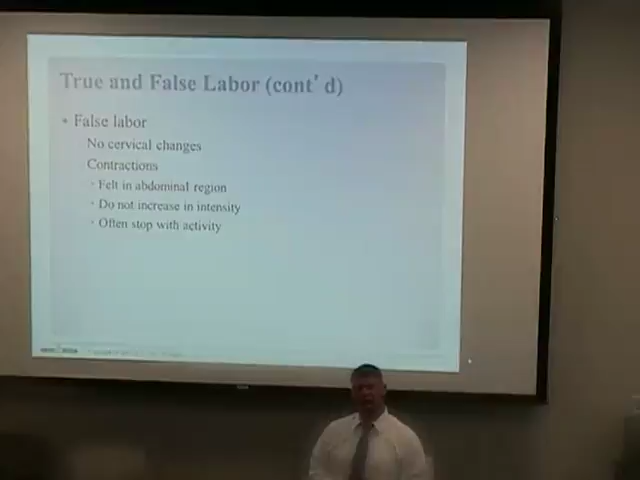 True and False Labor (cont' d)
• False labor
No cervical changes
Contractions
· Felt in abdominal region
· Do not increase in intensity
· Often stop with activity